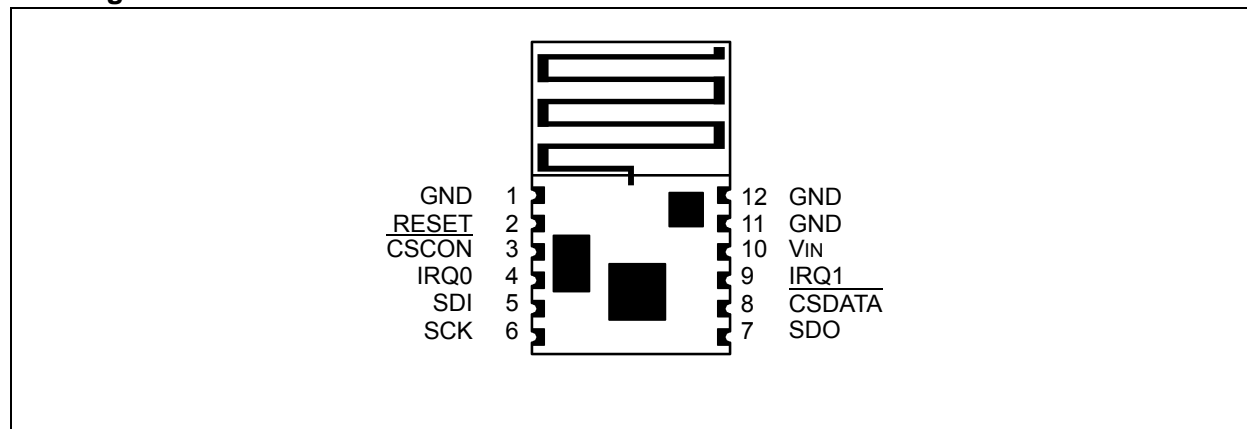 GND 1
RESET 2
CSCON 3
IRQ0 4
SDI 5
SCK 6
12 GND
11 GND
10 VIN
9 IRQ1
8 CSDATA
7 SDO